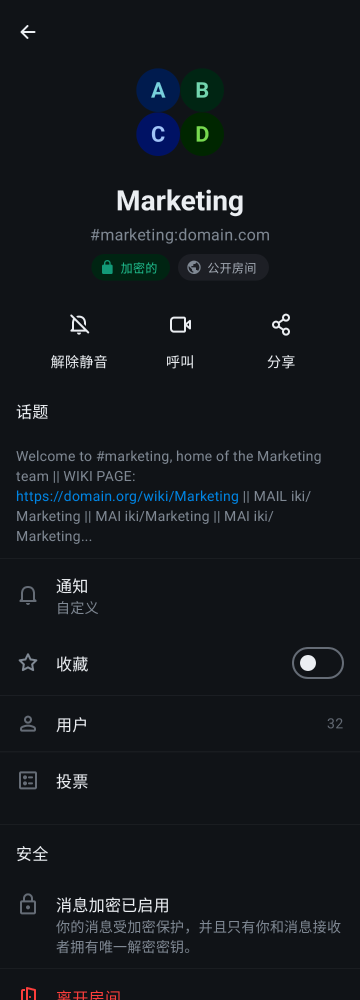 A B
C D
Marketing
#marketing:domain.com
加密的 公开房间
解除静音 呼叫 分享
话题
Welcome to #marketing, home of the Marketing
team || WIKI PAGE:
https://domain.org/wiki/Marketing || MAIL iki/
Marketing || MAI iki/Marketing || MAI iki/
Marketing...
通知
自定义
收藏
用户 32
投票
安全
消息加密已启用
你的消息受加密保护，并且只有你和消息接收
者拥有唯一解密密钥。
离开房间